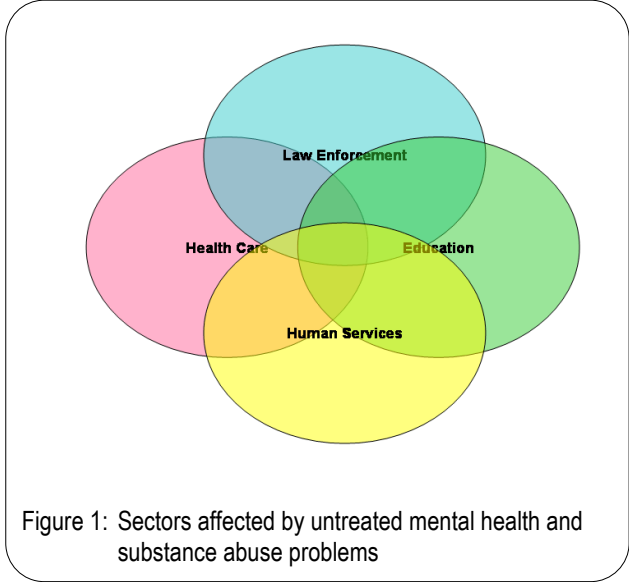 Law Enforcement
Health Care
Education
Human Services
Figure 1: Sectors affected by untreated mental health and
substance abuse problems